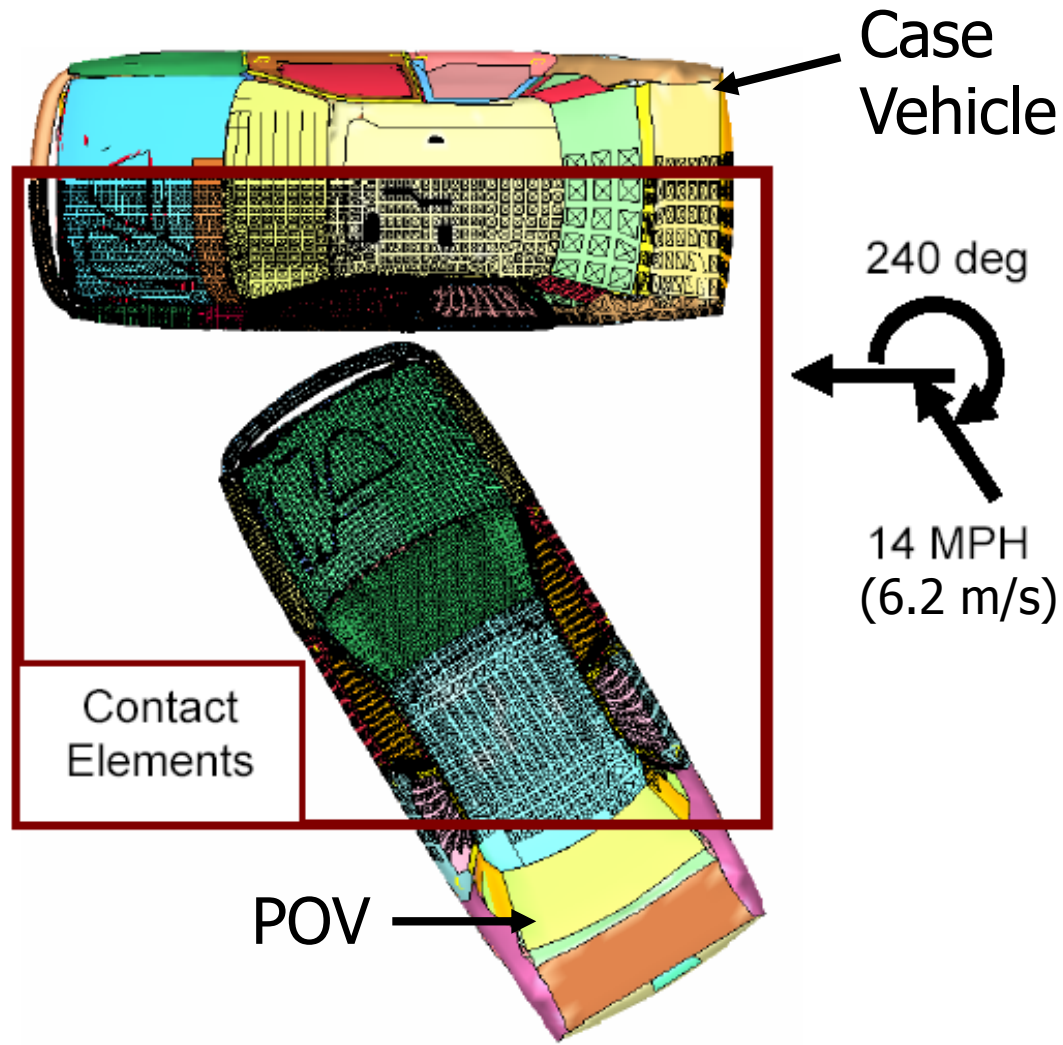 Case
Vehicle
240 deg
14 MPH
(6.2 m/s)
Contact
Elements
POV